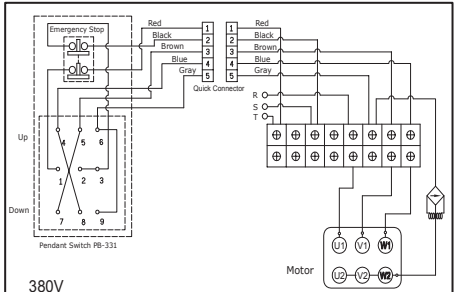 Emergency Stop
Red
Black
Brown
Blue
Gray
1
2
3
4
5
Quick Connector
1
2
3
4
5
Red
Black
Brown
Blue
Gray
R
S
T
Up
4
5
6
1
2
3
Down
7
8
9
Pendant Switch PB-331
U1
V1
W1
U2
V2
W2
Motor
380V